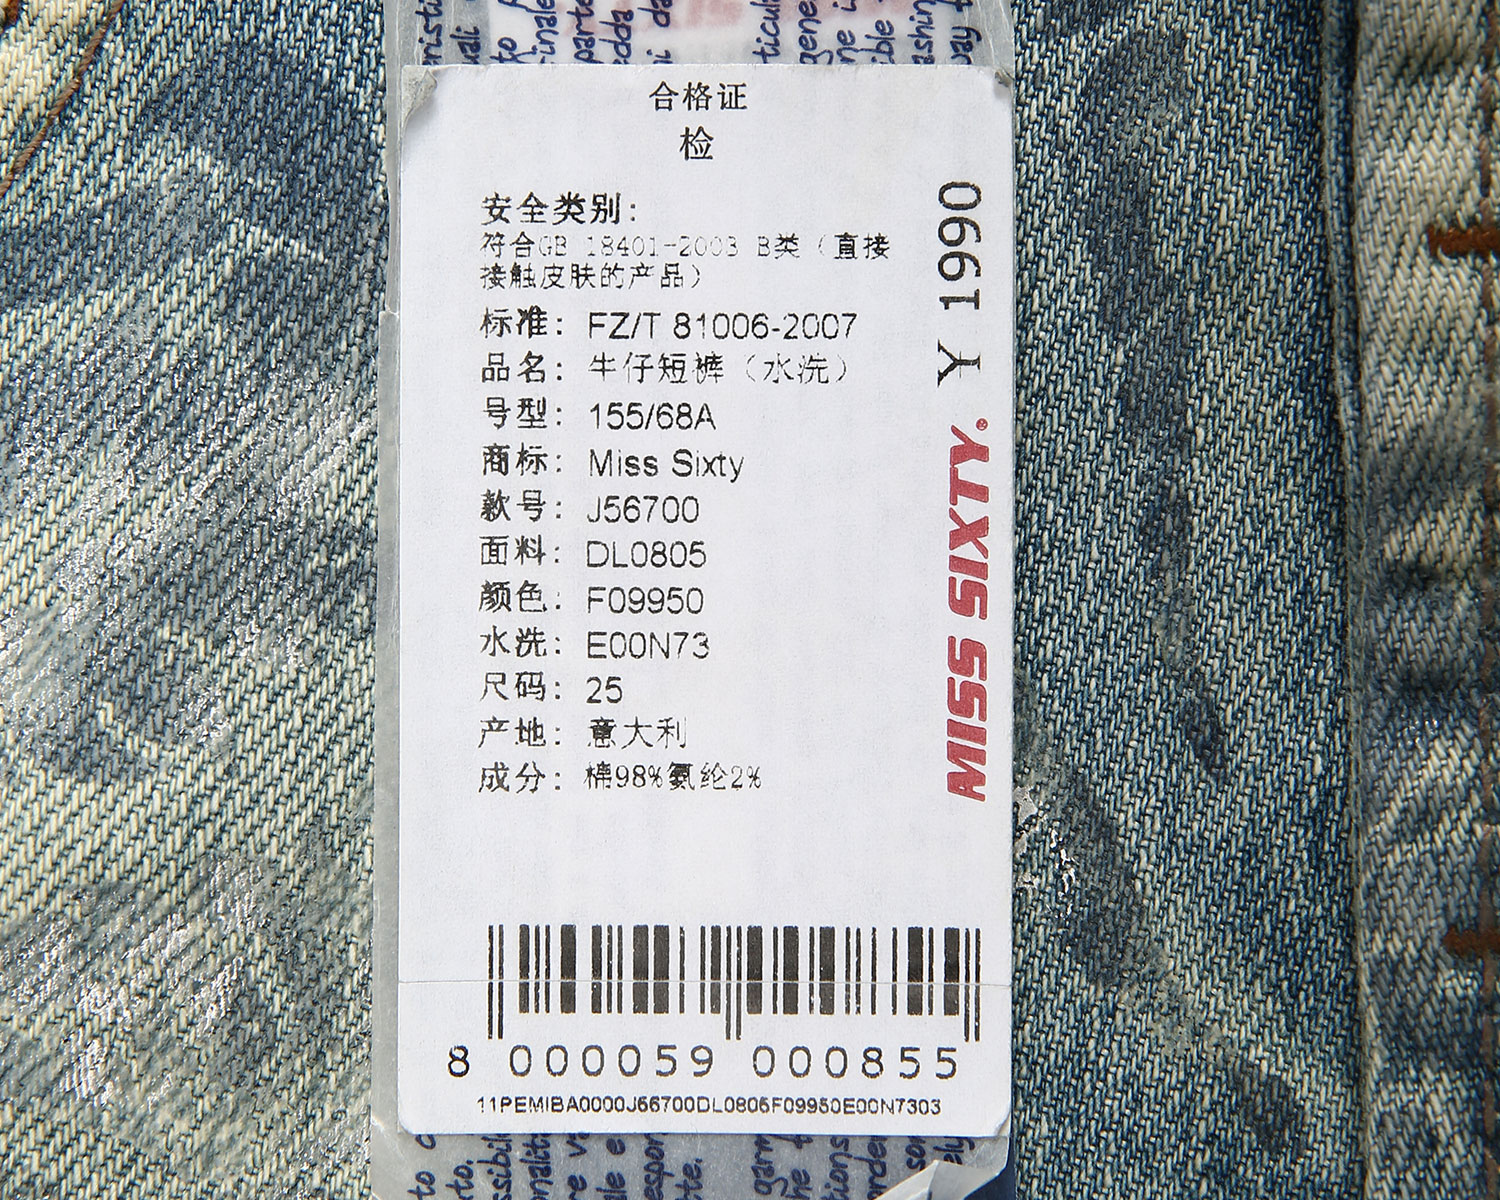 合格证
检
安全类别：
符合GB 18401-2003 B类（直接
接触皮肤的产品）
标准： FZ/T 81006-2007
品名： 牛仔短裤（水洗）
号型： 155/68A
商标： Miss Sixty
款号： J56700
面料： DL0805
颜色： F09950
水洗： E00N73
尺码： 25
产地： 意大利
成分： 棉98%氨纶2%
Y 1990
MISS SIXTY.
8 000059 000855
11PEMIBA0000J56700DL0805F09950E00N7303